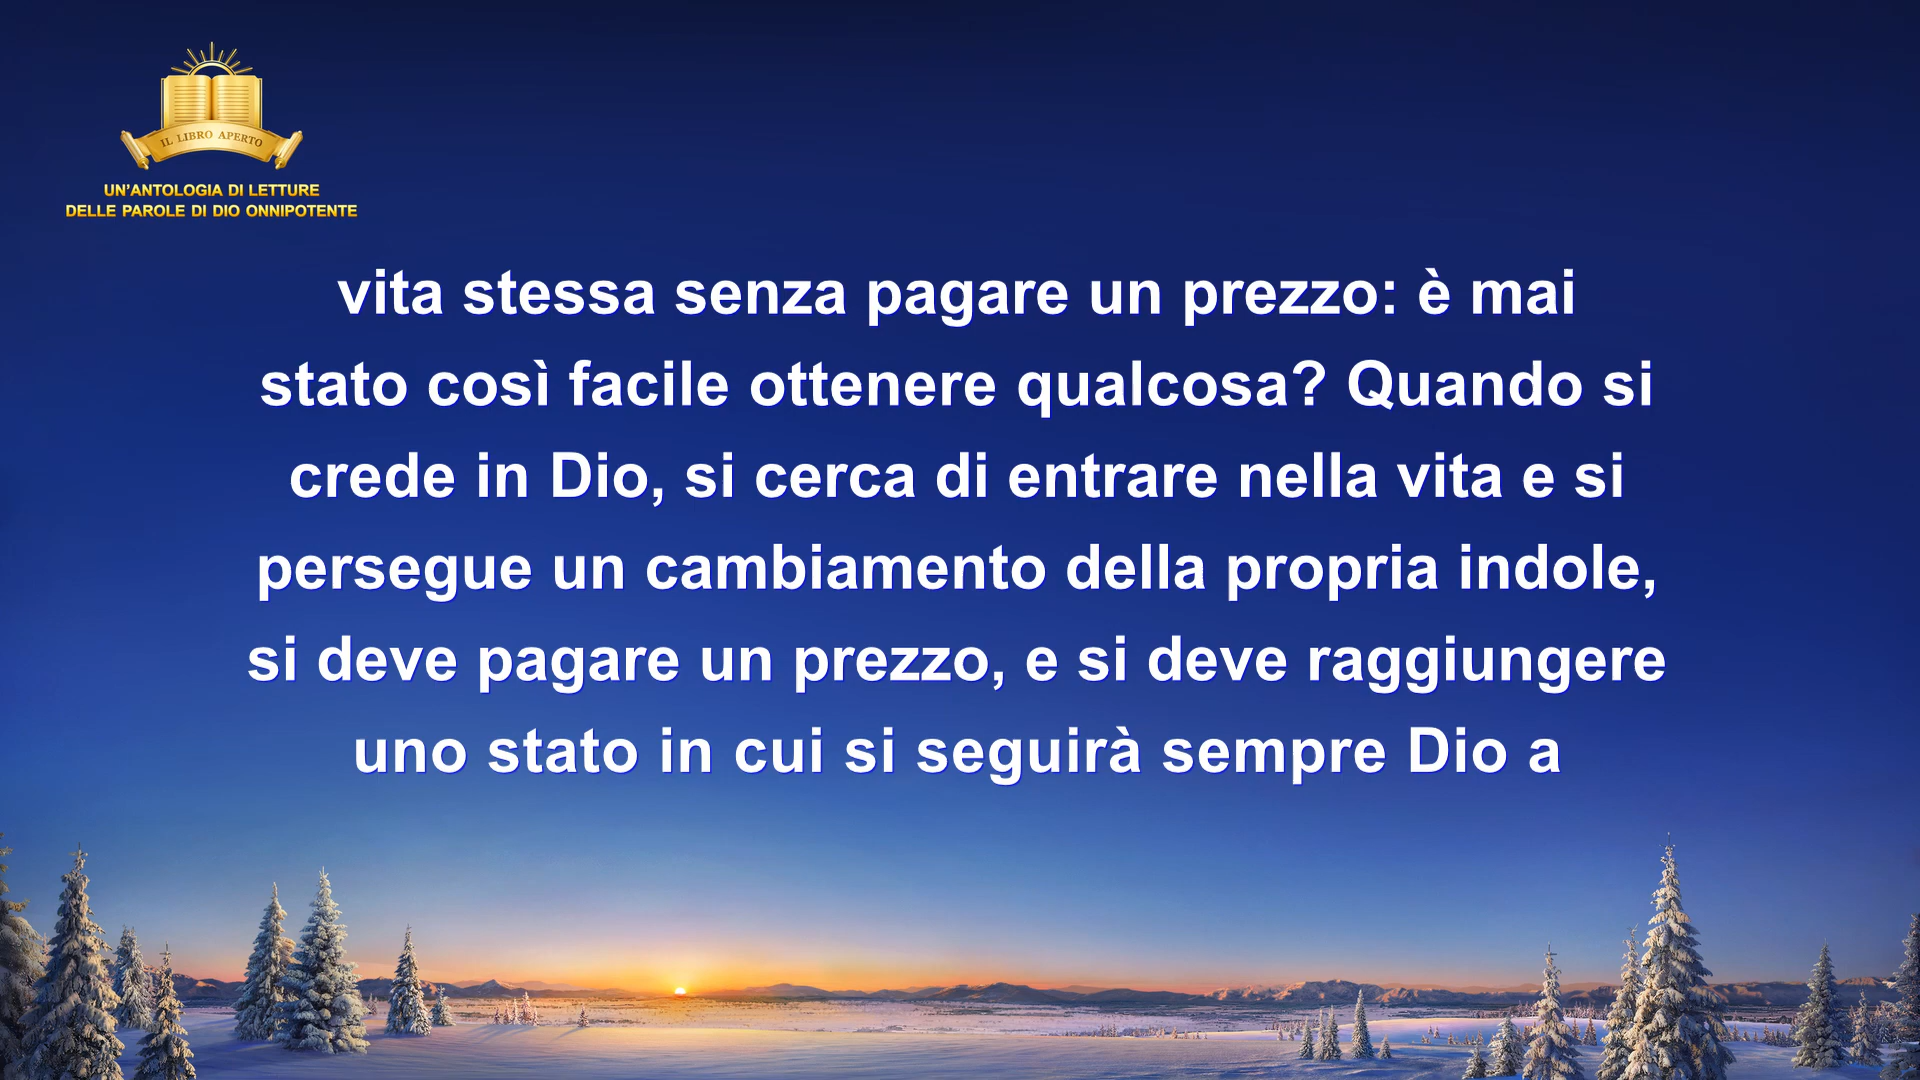 IL LIBRO APERTO
UN’ANTOLOGIA DI LETTURE
DELLE PAROLE DI DIO ONNIPOTENTE
vita stessa senza pagare un prezzo: è mai
stato così facile ottenere qualcosa? Quando si
crede in Dio, si cerca di entrare nella vita e si
persegue un cambiamento della propria indole,
si deve pagare un prezzo, e si deve raggiungere
uno stato in cui si seguirà sempre Dio a